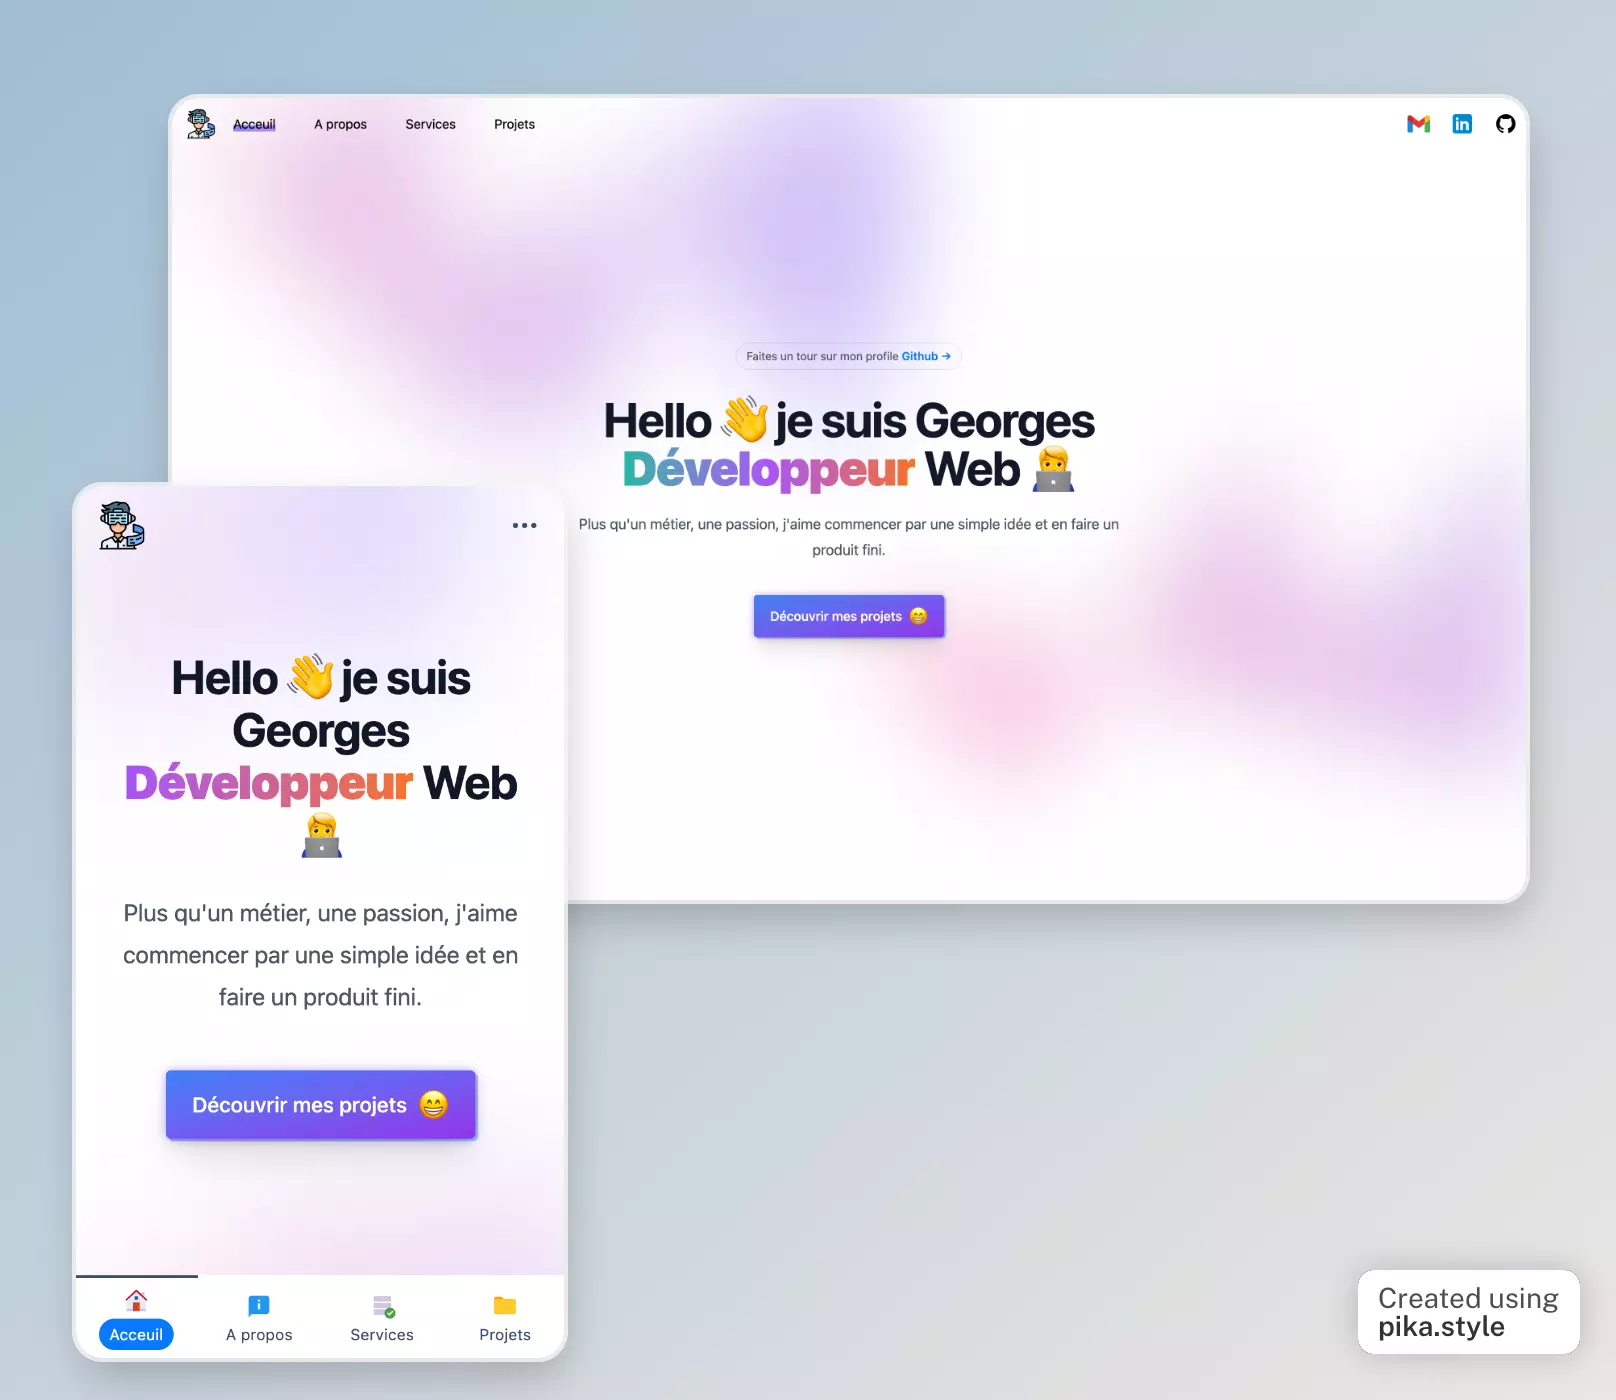 Acceuil
A propos
Services
Projets
in
Faites un tour sur mon profile Github →
Hello 👋 je suis Georges
Développeur Web 👨‍💻
Plus qu'un métier, une passion, j'aime commencer par une simple idée et en faire un
produit fini.
Découvrir mes projets 😁
Hello 👋 je suis
Georges
Développeur Web
👨‍💻
Plus qu'un métier, une passion, j'aime
commencer par une simple idée et en
faire un produit fini.
Découvrir mes projets 😁
Acceuil
A propos
Services
Projets
Created using
pika.style